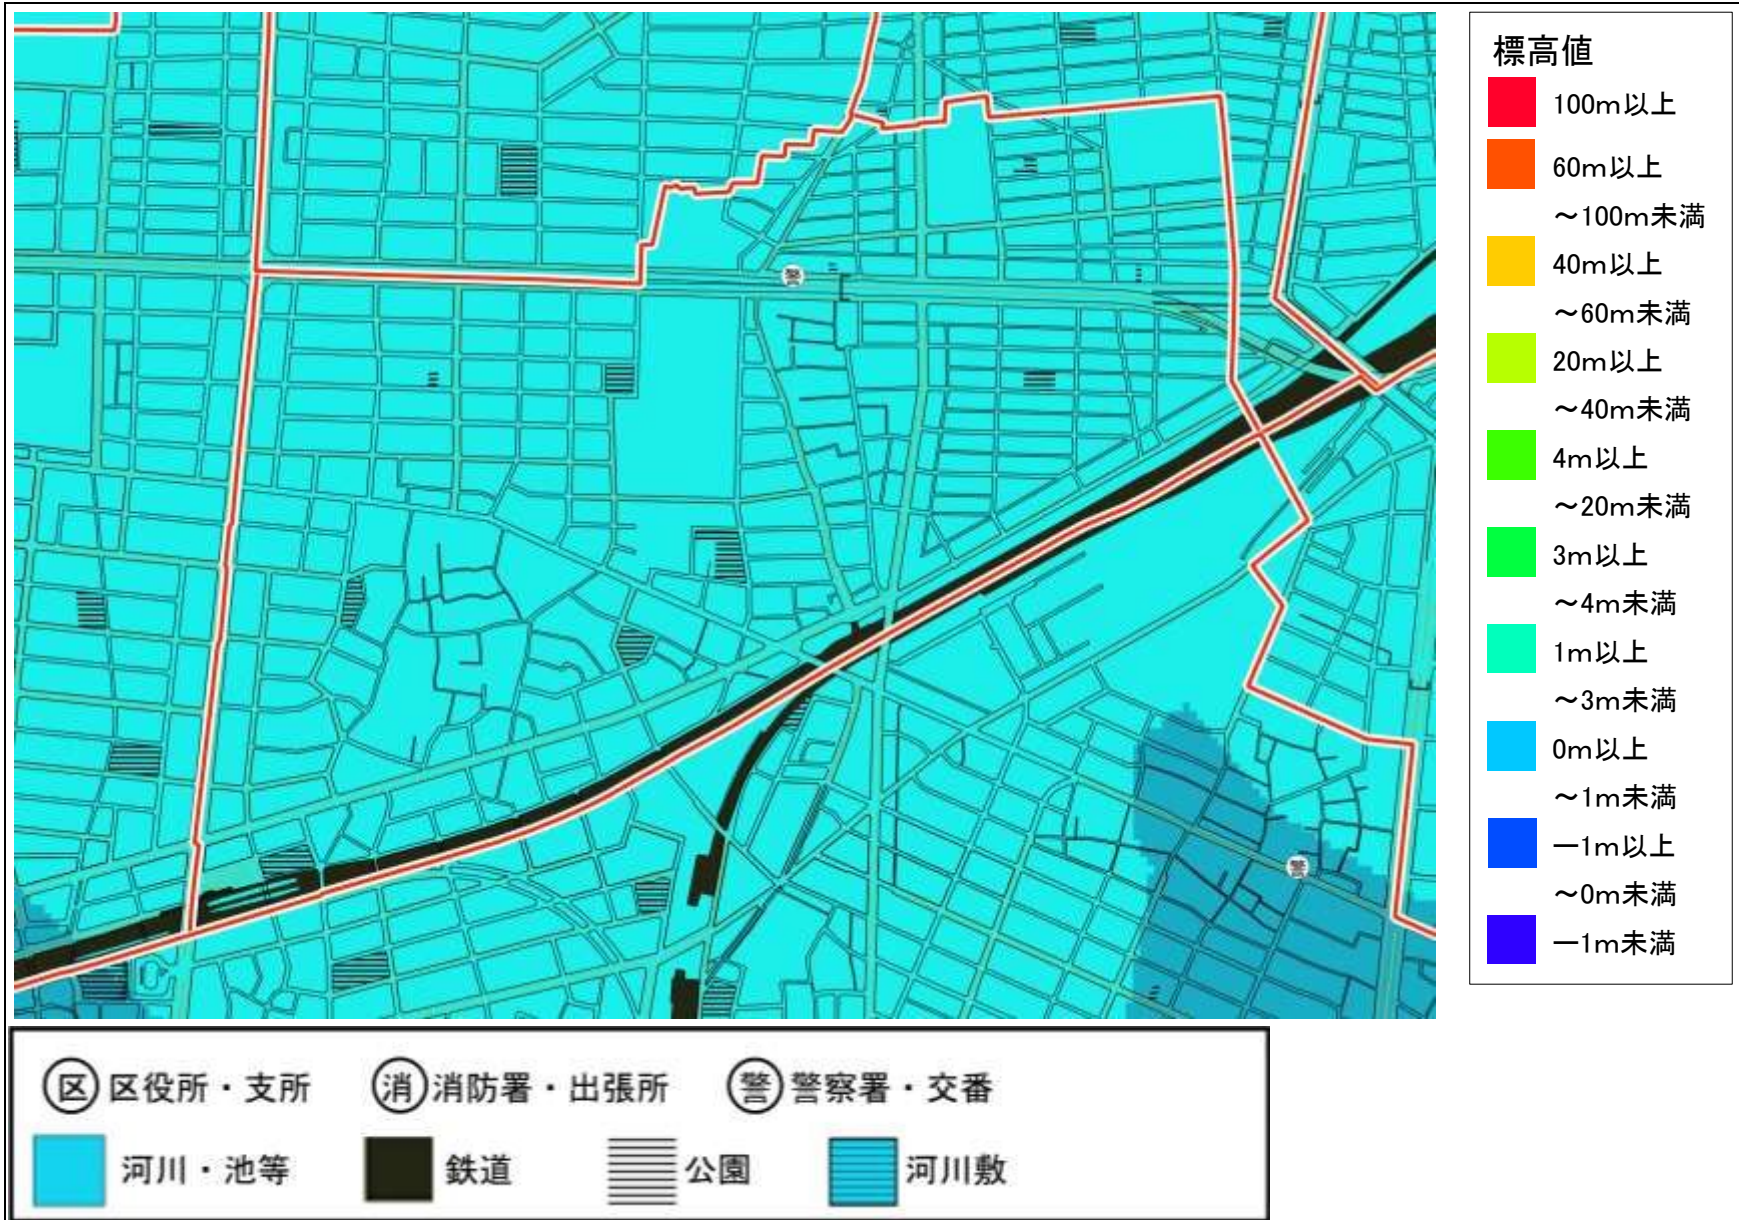 警
警
標高値
100m以上
60m以上
～100m未満
40m以上
～60m未満
20m以上
～40m未満
4m以上
～20m未満
3m以上
～4m未満
1m以上
～3m未満
0m以上
～1m未満
－1m以上
～0m未満
－1m未満
区 区役所・支所 消 消防署・出張所 警 警察署・交番
河川・池等 鉄道 公園 河川敷